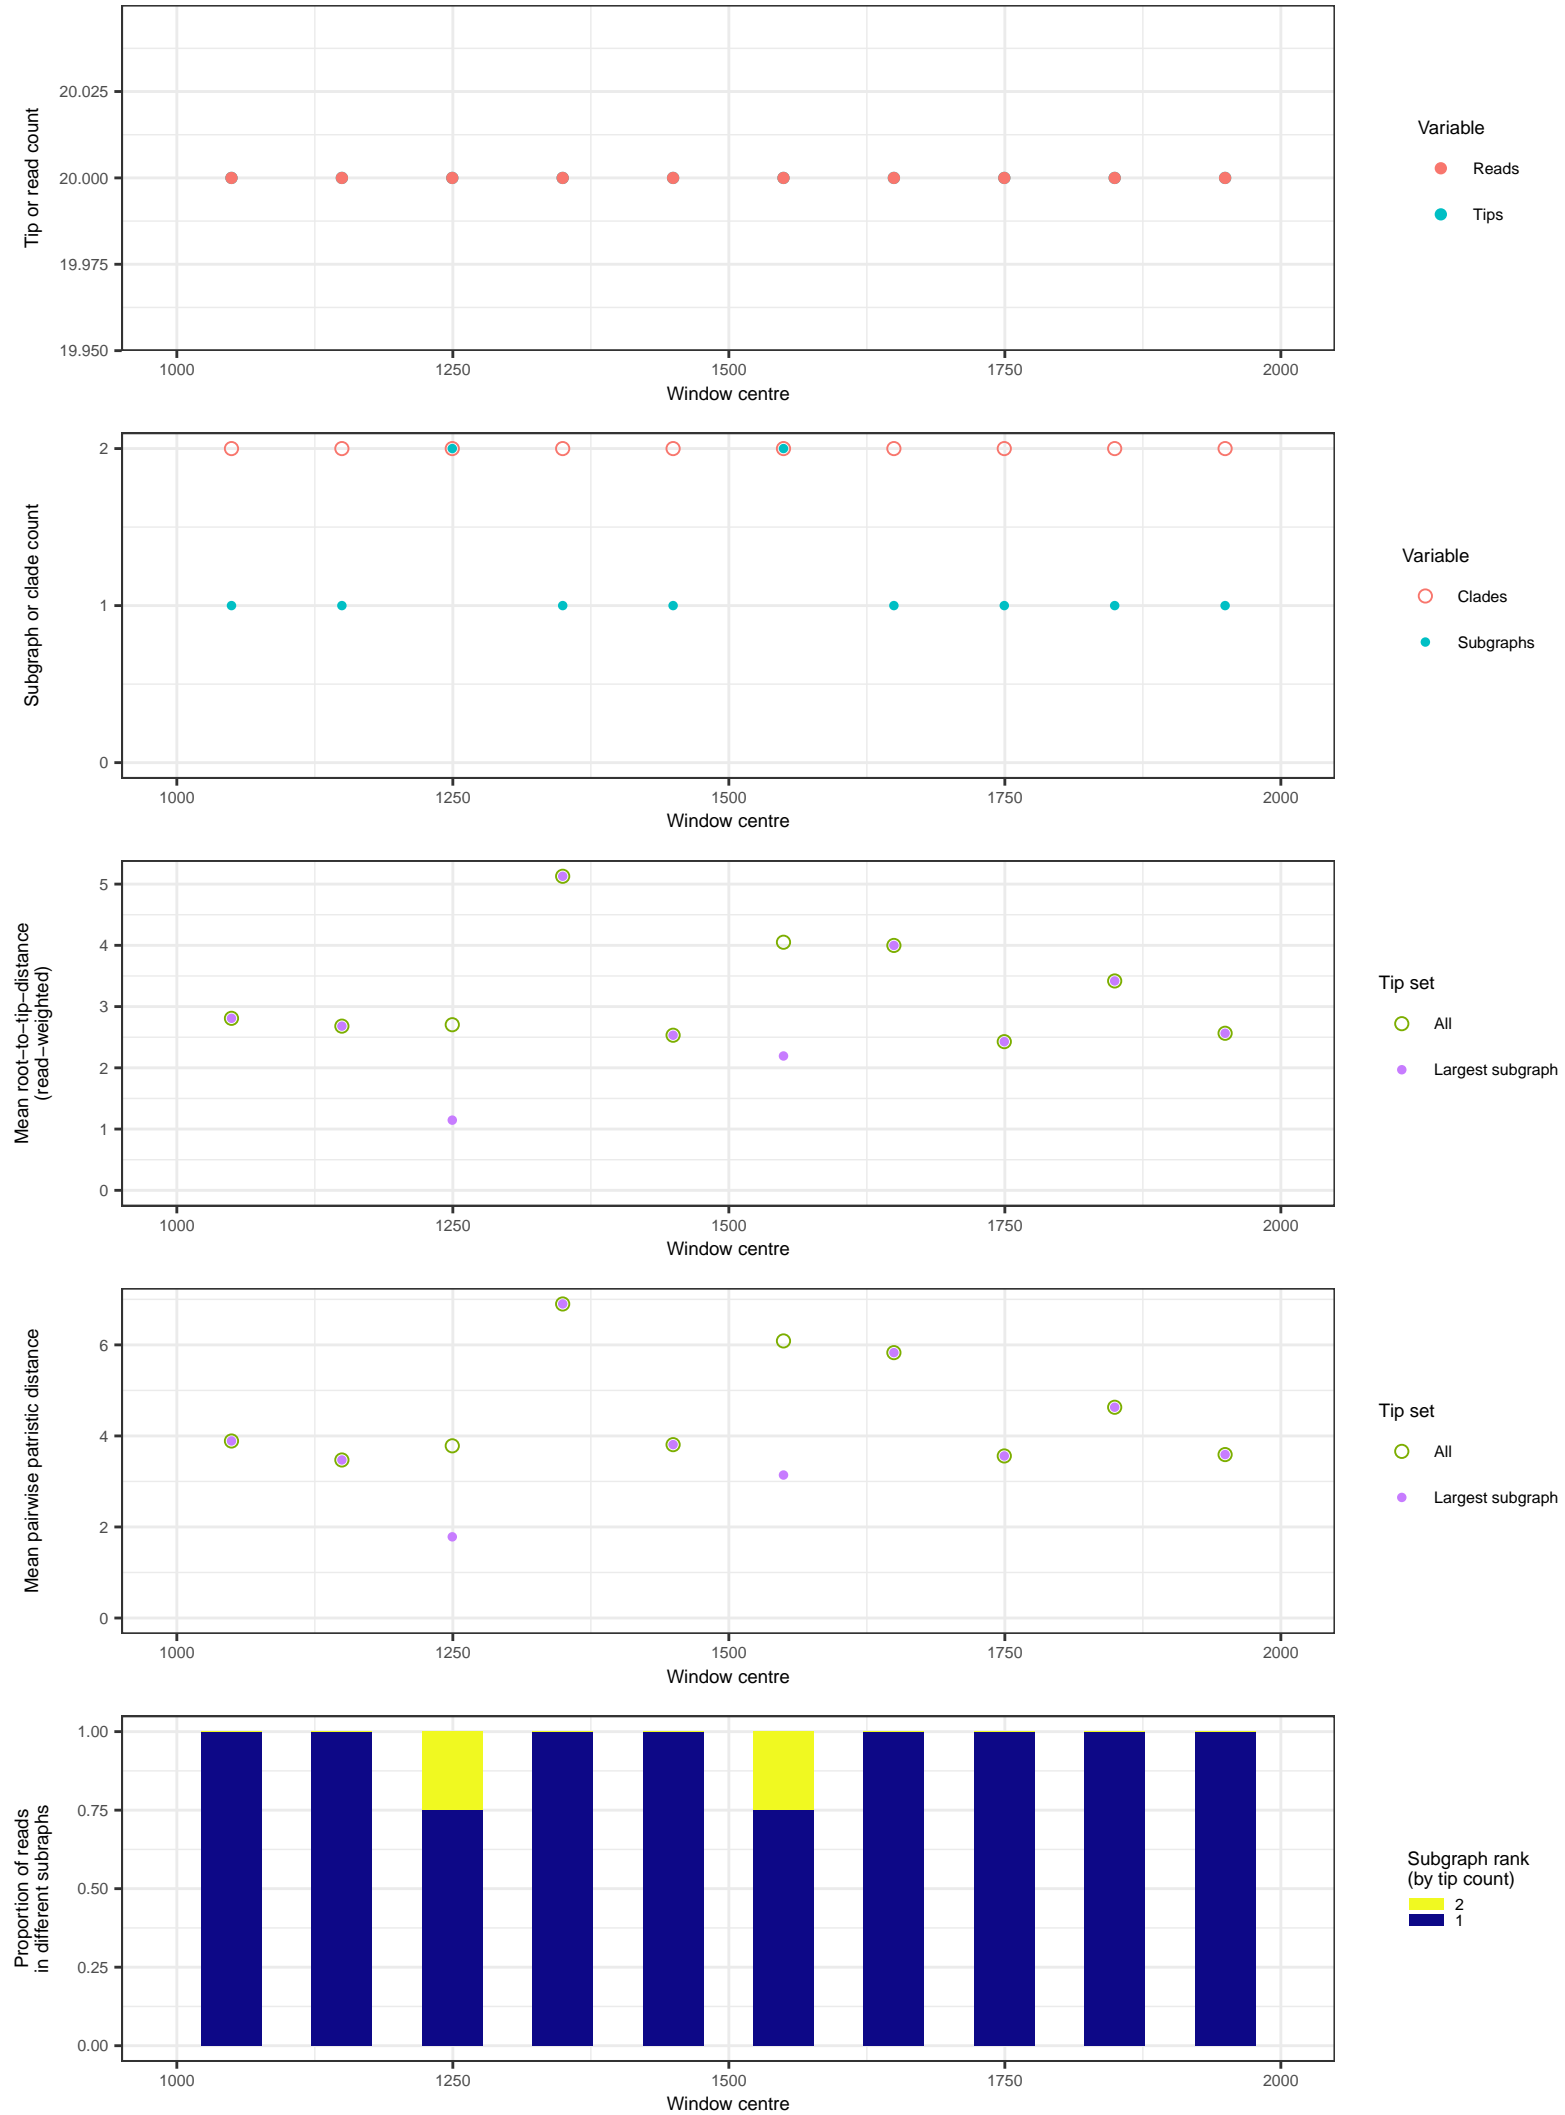 Tip or read count
20.025
20.000
19.975
19.950
1000 1250 1500 1750 2000
Window centre
Variable
Reads
Tips
Subgraph or clade count
2
1
0
1000 1250 1500 1750 2000
Window centre
Variable
Clades
Subgraphs
Mean root−to−tip−distance
(read−weighted)
5
4
3
2
1
0
1000 1250 1500 1750 2000
Window centre
Tip set
All
Largest subgraph
Mean pairwise patristic distance
6
4
2
0
1000 1250 1500 1750 2000
Window centre
Tip set
All
Largest subgraph
Proportion of reads
in different subraphs
1.00
0.75
0.50
0.25
0.00
1000 1250 1500 1750 2000
Window centre
Subgraph rank
(by tip count)
2
1